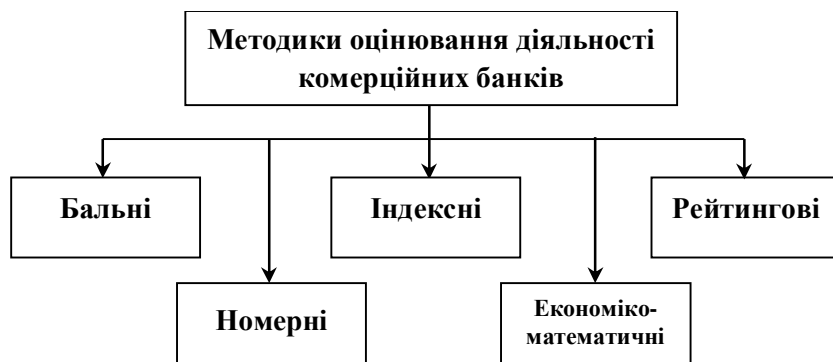 Методики оцінювання діяльності
комерційних банків
Бальні
Індексні
Рейтингові
Номерні
Економіко-
математичні